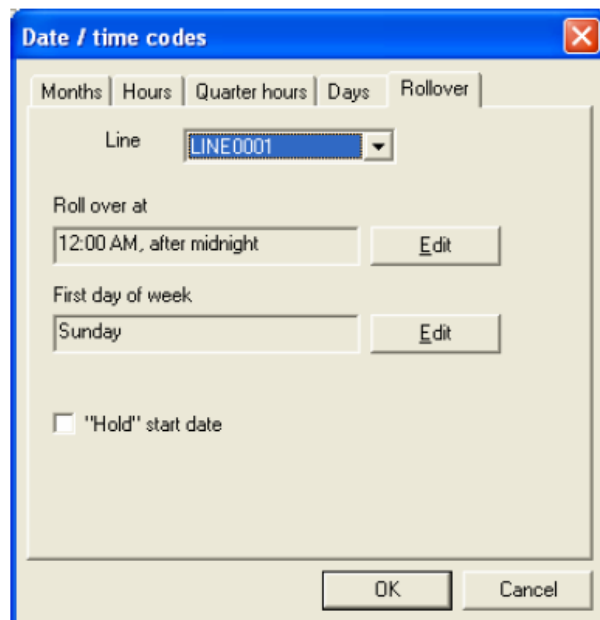 Date / time codes
Months Hours Quarter hours Days Rollover
Line LINE0001
Roll over at
12:00 AM, after midnight Edit
First day of week
Sunday Edit
"Hold" start date
OK Cancel